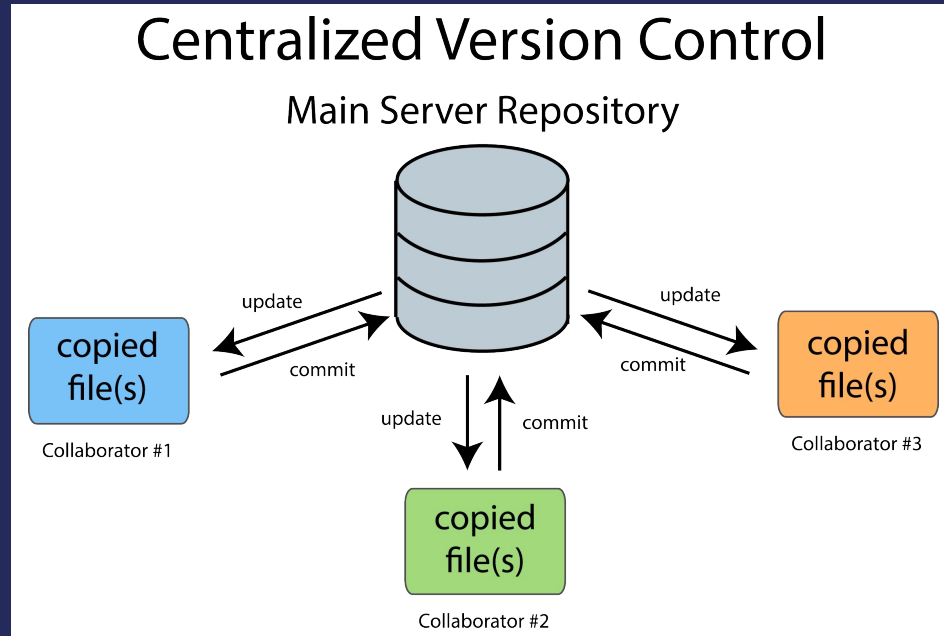 Centralized Version Control
Main Server Repository
update
commit
copied
file(s)
Collaborator #1
update
commit
copied
file(s)
Collaborator #2
update
commit
copied
file(s)
Collaborator #3